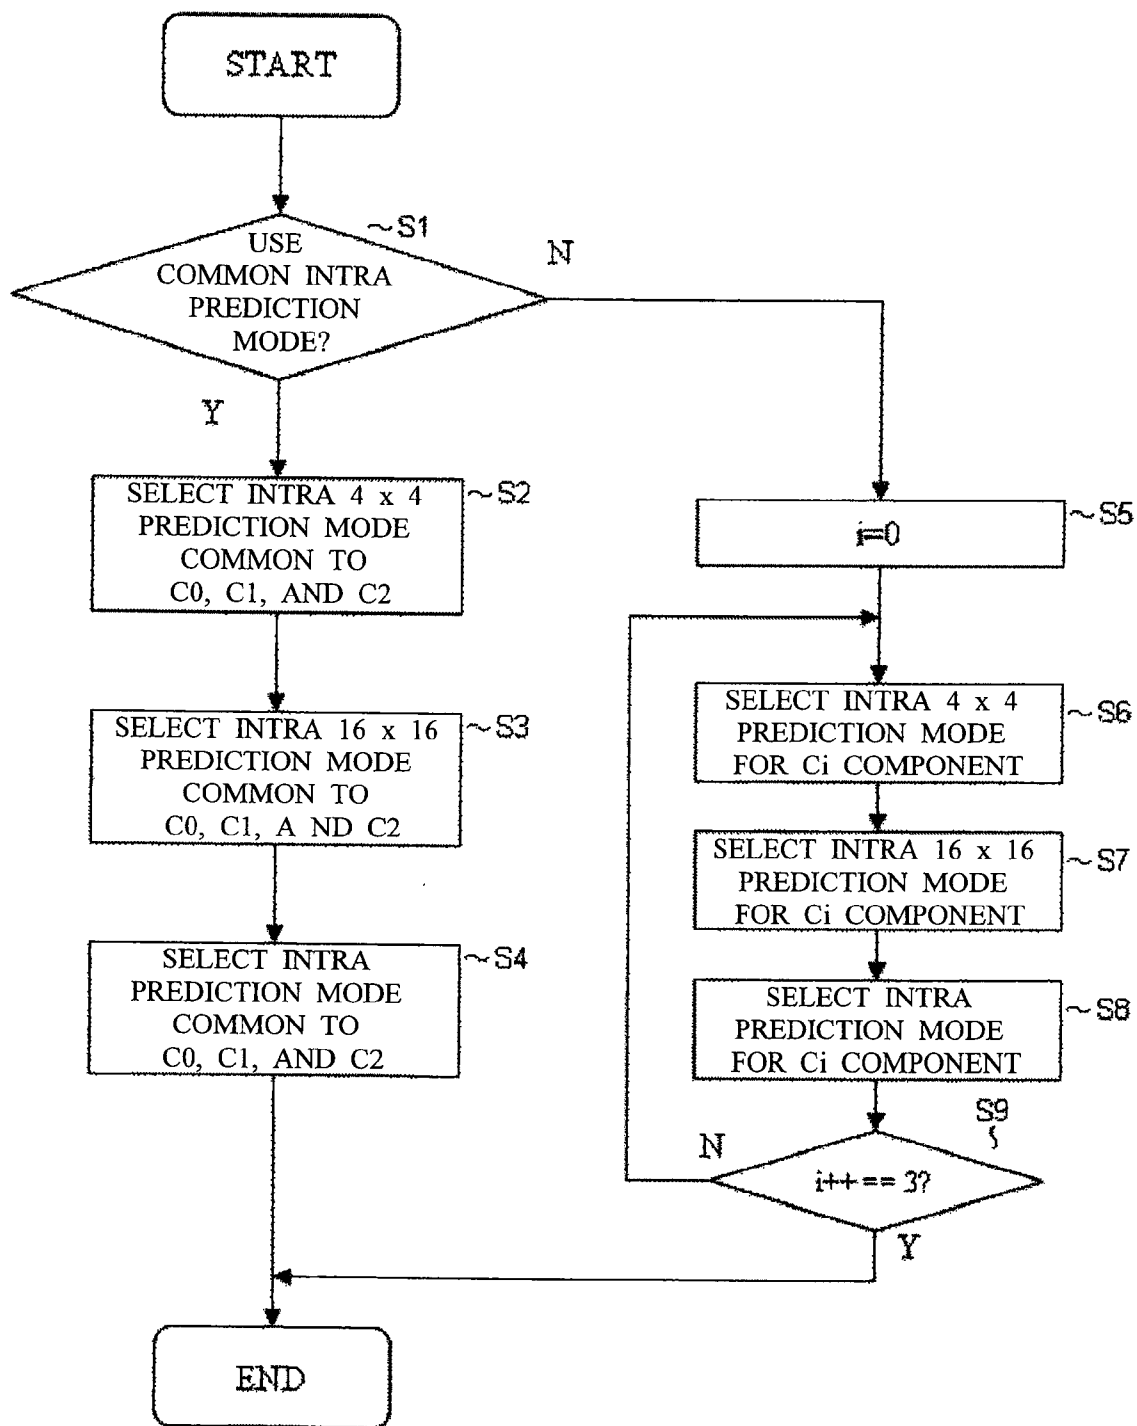 START
~S1
USE
COMMON INTRA
PREDICTION
MODE?
N
Y
SELECT INTRA 4 x 4
PREDICTION MODE
COMMON TO
C0, C1, AND C2
~S2
SELECT INTRA 16 x 16
PREDICTION MODE
COMMON TO
C0, C1, A ND C2
~S3
SELECT INTRA
PREDICTION MODE
COMMON TO
C0, C1, AND C2
~S4
i=0
~S5
SELECT INTRA 4 x 4
PREDICTION MODE
FOR Ci COMPONENT
~S6
SELECT INTRA 16 x 16
PREDICTION MODE
FOR Ci COMPONENT
~S7
SELECT INTRA
PREDICTION MODE
FOR Ci COMPONENT
~S8
S9
N
i++ == 3?
Y
END